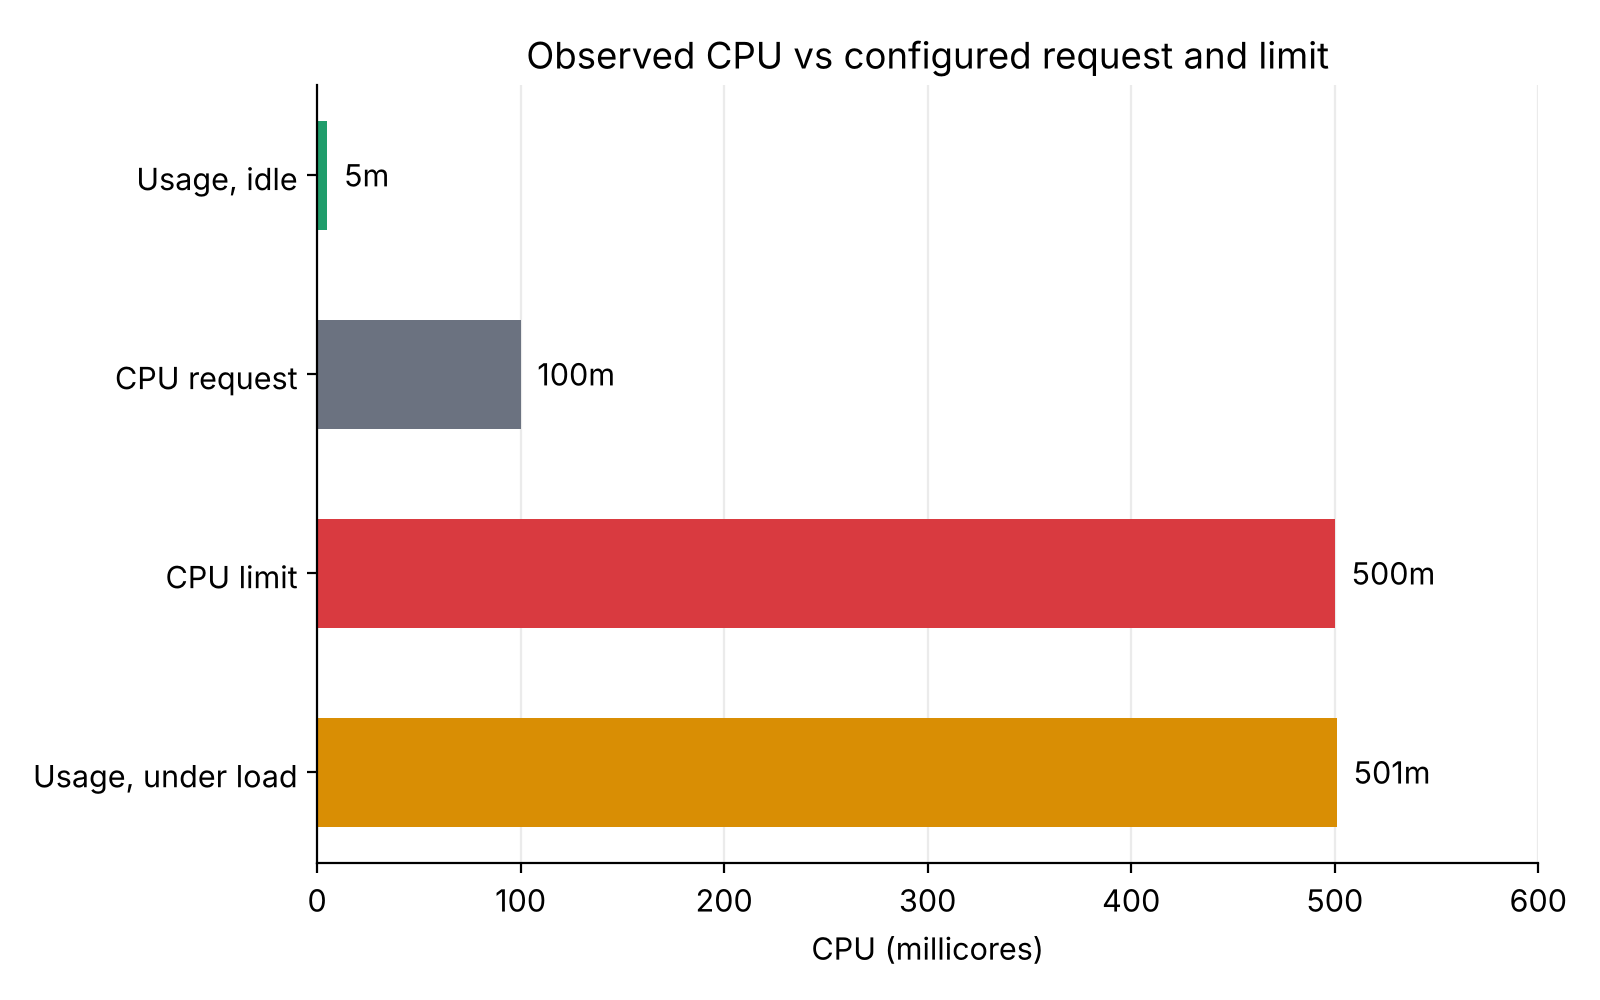 Observed CPU vs configured request and limit
Usage, idle
5m
CPU request
100m
CPU limit
500m
Usage, under load
501m
0 100 200 300 400 500 600
CPU (millicores)